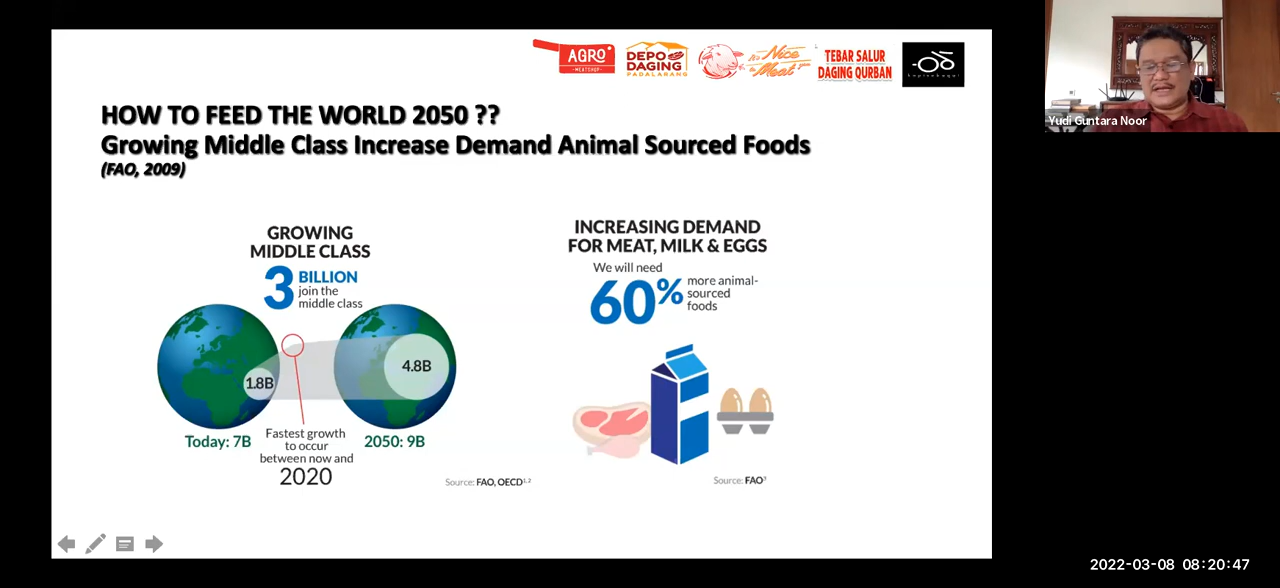 AGRO
MEATSHOP
DEPO
DAGING
PADALARANG
It's Nice
to Meat
TEBAR SALUR
DAGING QURBAN
HOW TO FEED THE WORLD 2050 ??
Growing Middle Class Increase Demand Animal Sourced Foods
(FAO, 2009)
GROWING
MIDDLE CLASS
3 BILLION
join the
middle class
1.8B
4.8B
Today: 7B
2050: 9B
Fastest growth
to occur
between now and
2020
Source: FAO, OECD1,2
INCREASING DEMAND
FOR MEAT, MILK & EGGS
We will need
60% more animal-
sourced
foods
Source: FAO
Yudi Guntara Noor
2022-03-08 08:20:47